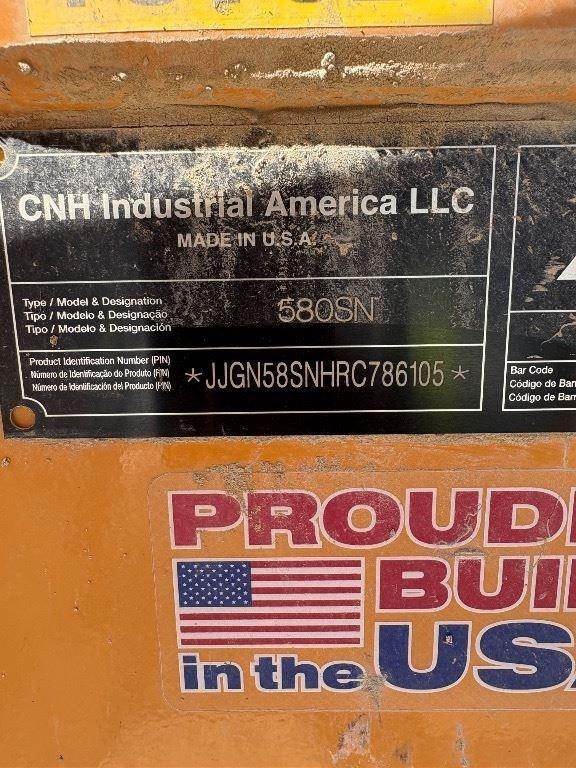 CNH Industrial America LLC
MADE IN U.S.A.
Type / Model & Designation
Tipo / Modelo & Designação
Tipo / Modelo & Designación
580SN
Product Identification Number (PIN)
Número de Identificação do Produto (PIN)
Número de Identificación del Producto (PIN)
*JJGN58SNHRC786105*
Bar Code
Código de Bar
Código de Barr
PROUD
BUI
in the USA